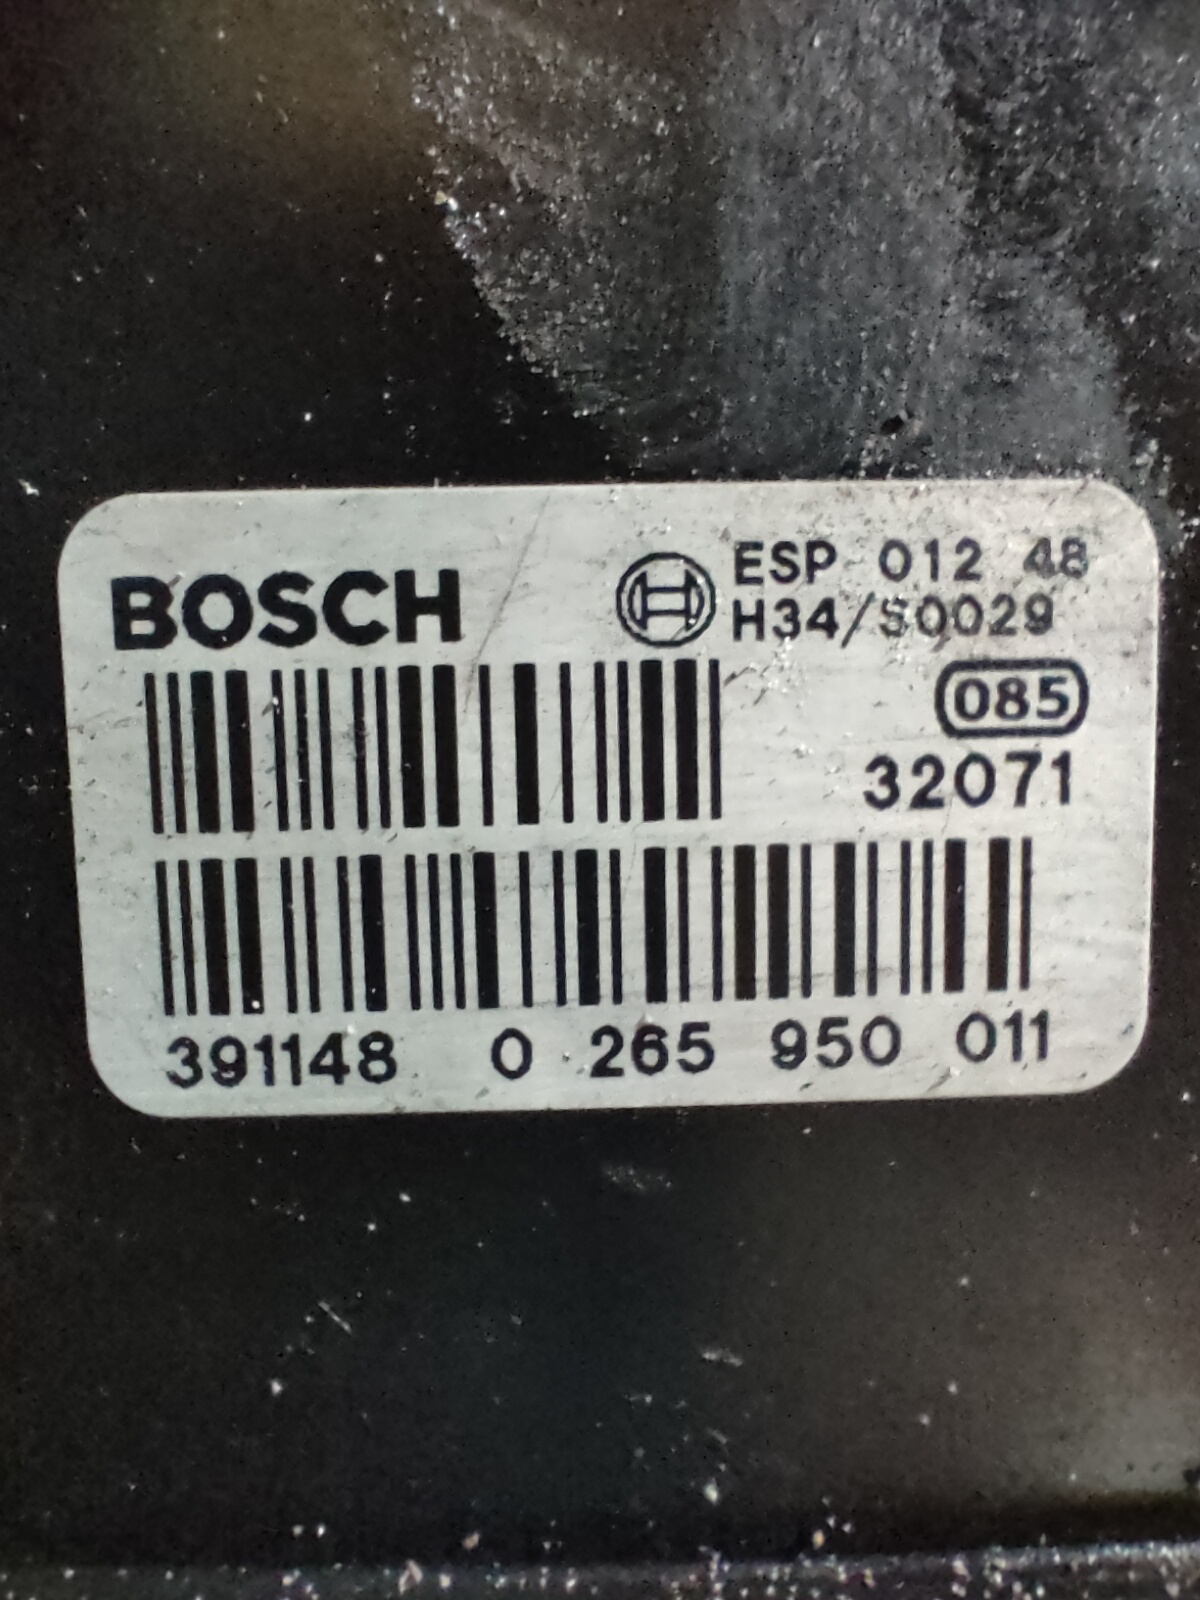 BOSCH
ESP 012 48
H34/S0029
085
32071
391148 0 265 950 011